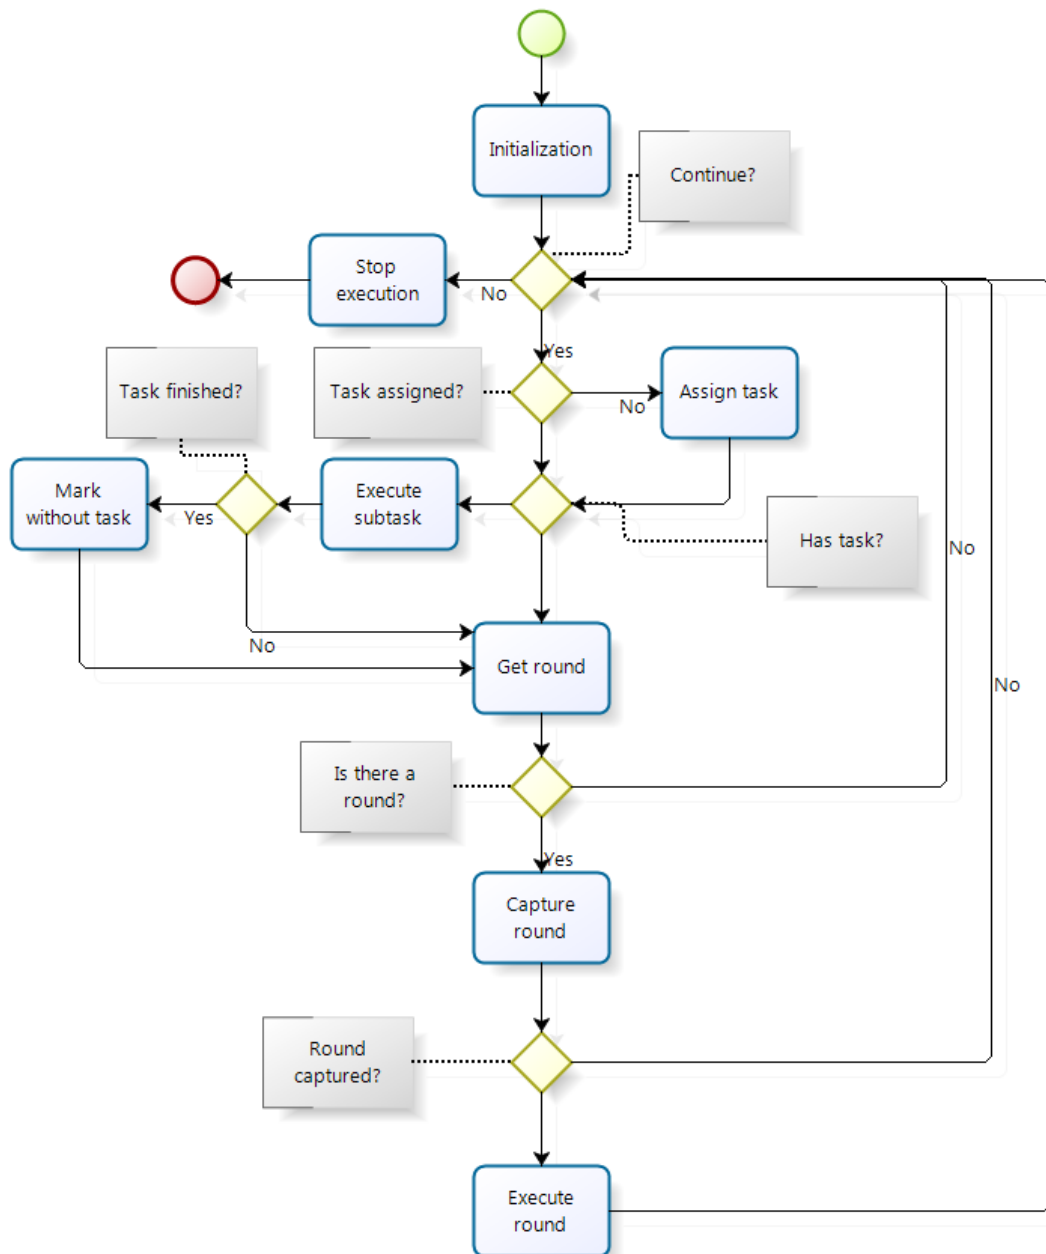 Initialization
Continue?
Stop
execution
No
Yes
Task finished?
Task assigned?
No
Assign task
Mark
without task
Yes
Execute
subtask
Has task?
No
No
Get round
No
Is there a
round?
Yes
Capture
round
Round
captured?
Execute
round